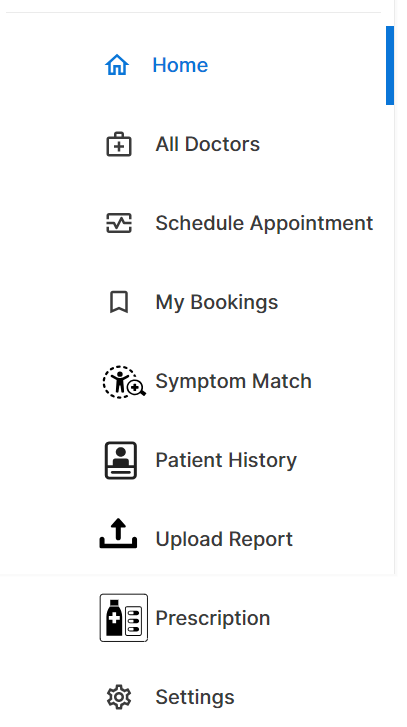 Home
All Doctors
Schedule Appointment
My Bookings
Symptom Match
Patient History
Upload Report
Prescription
Settings